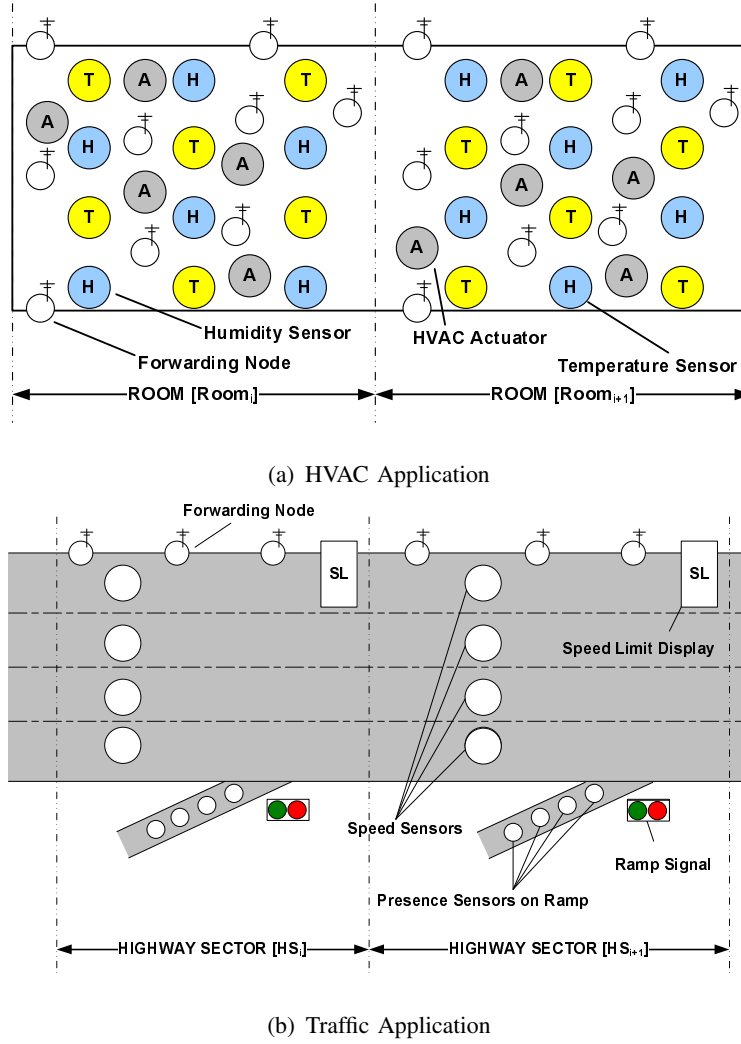 T A H T H A T H
A
H T A H T H T
A A A
T H T H T H
A
H T A H T H A T
Humidity Sensor
HVAC Actuator
Forwarding Node
Temperature Sensor
ROOM [Roomi] ROOM [Roomi+1]
(a) HVAC Application
Forwarding Node
SL SL
Speed Limit Display
Speed Sensors
Ramp Signal
Presence Sensors on Ramp
HIGHWAY SECTOR [HSi] HIGHWAY SECTOR [HSi+1]
(b) Traffic Application